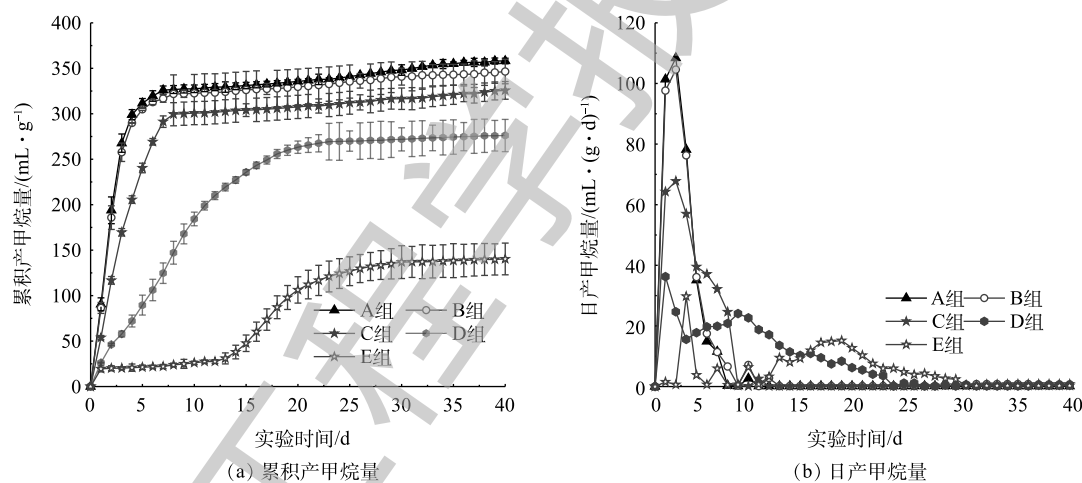 400
350
300
250
200
150
100
50
0
累积产甲烷量/(mL·g⁻¹)
0 5 10 15 20 25 30 35 40
实验时间/d
A组 B组
C组 D组
E组
(a) 累积产甲烷量
120
100
80
60
40
20
0
日产甲烷量/(mL·(g·d)⁻¹)
0 5 10 15 20 25 30 35 40
实验时间/d
A组 B组
C组 D组
E组
(b) 日产甲烷量
工程学报